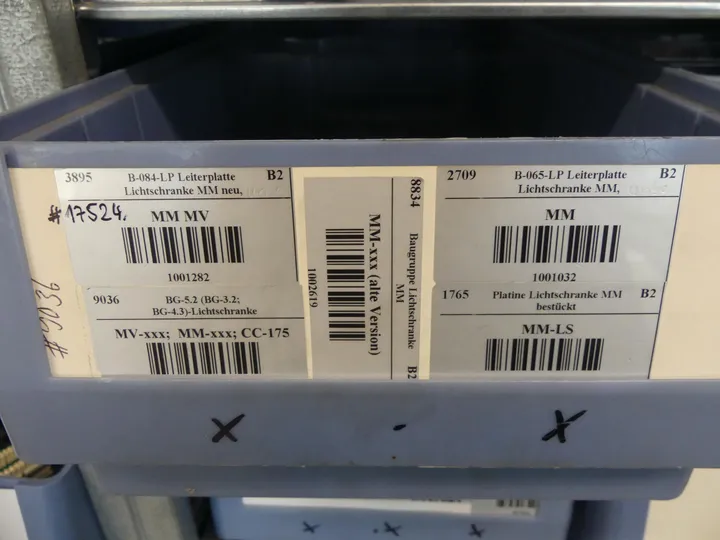 3895 B-084-LP Leiterplatte B2
Lichtschranke MM neu,
#17524,
MM MV
1001282
#9036
9036 BG-5.2 (BG-3.2;
BG-4.3)-Lichtschranke
MV-xxx; MM-xxx; CC-175
8834 Baugruppe Lichtschranke B2
MM
MM-xxx (alte Version)
1002619
2709 B-065-LP Leiterplatte B2
Lichtschranke MM,
MM
1001032
1765 Platine Lichtschranke MM B2
bestückt
MM-LS
X . X
X . X . X